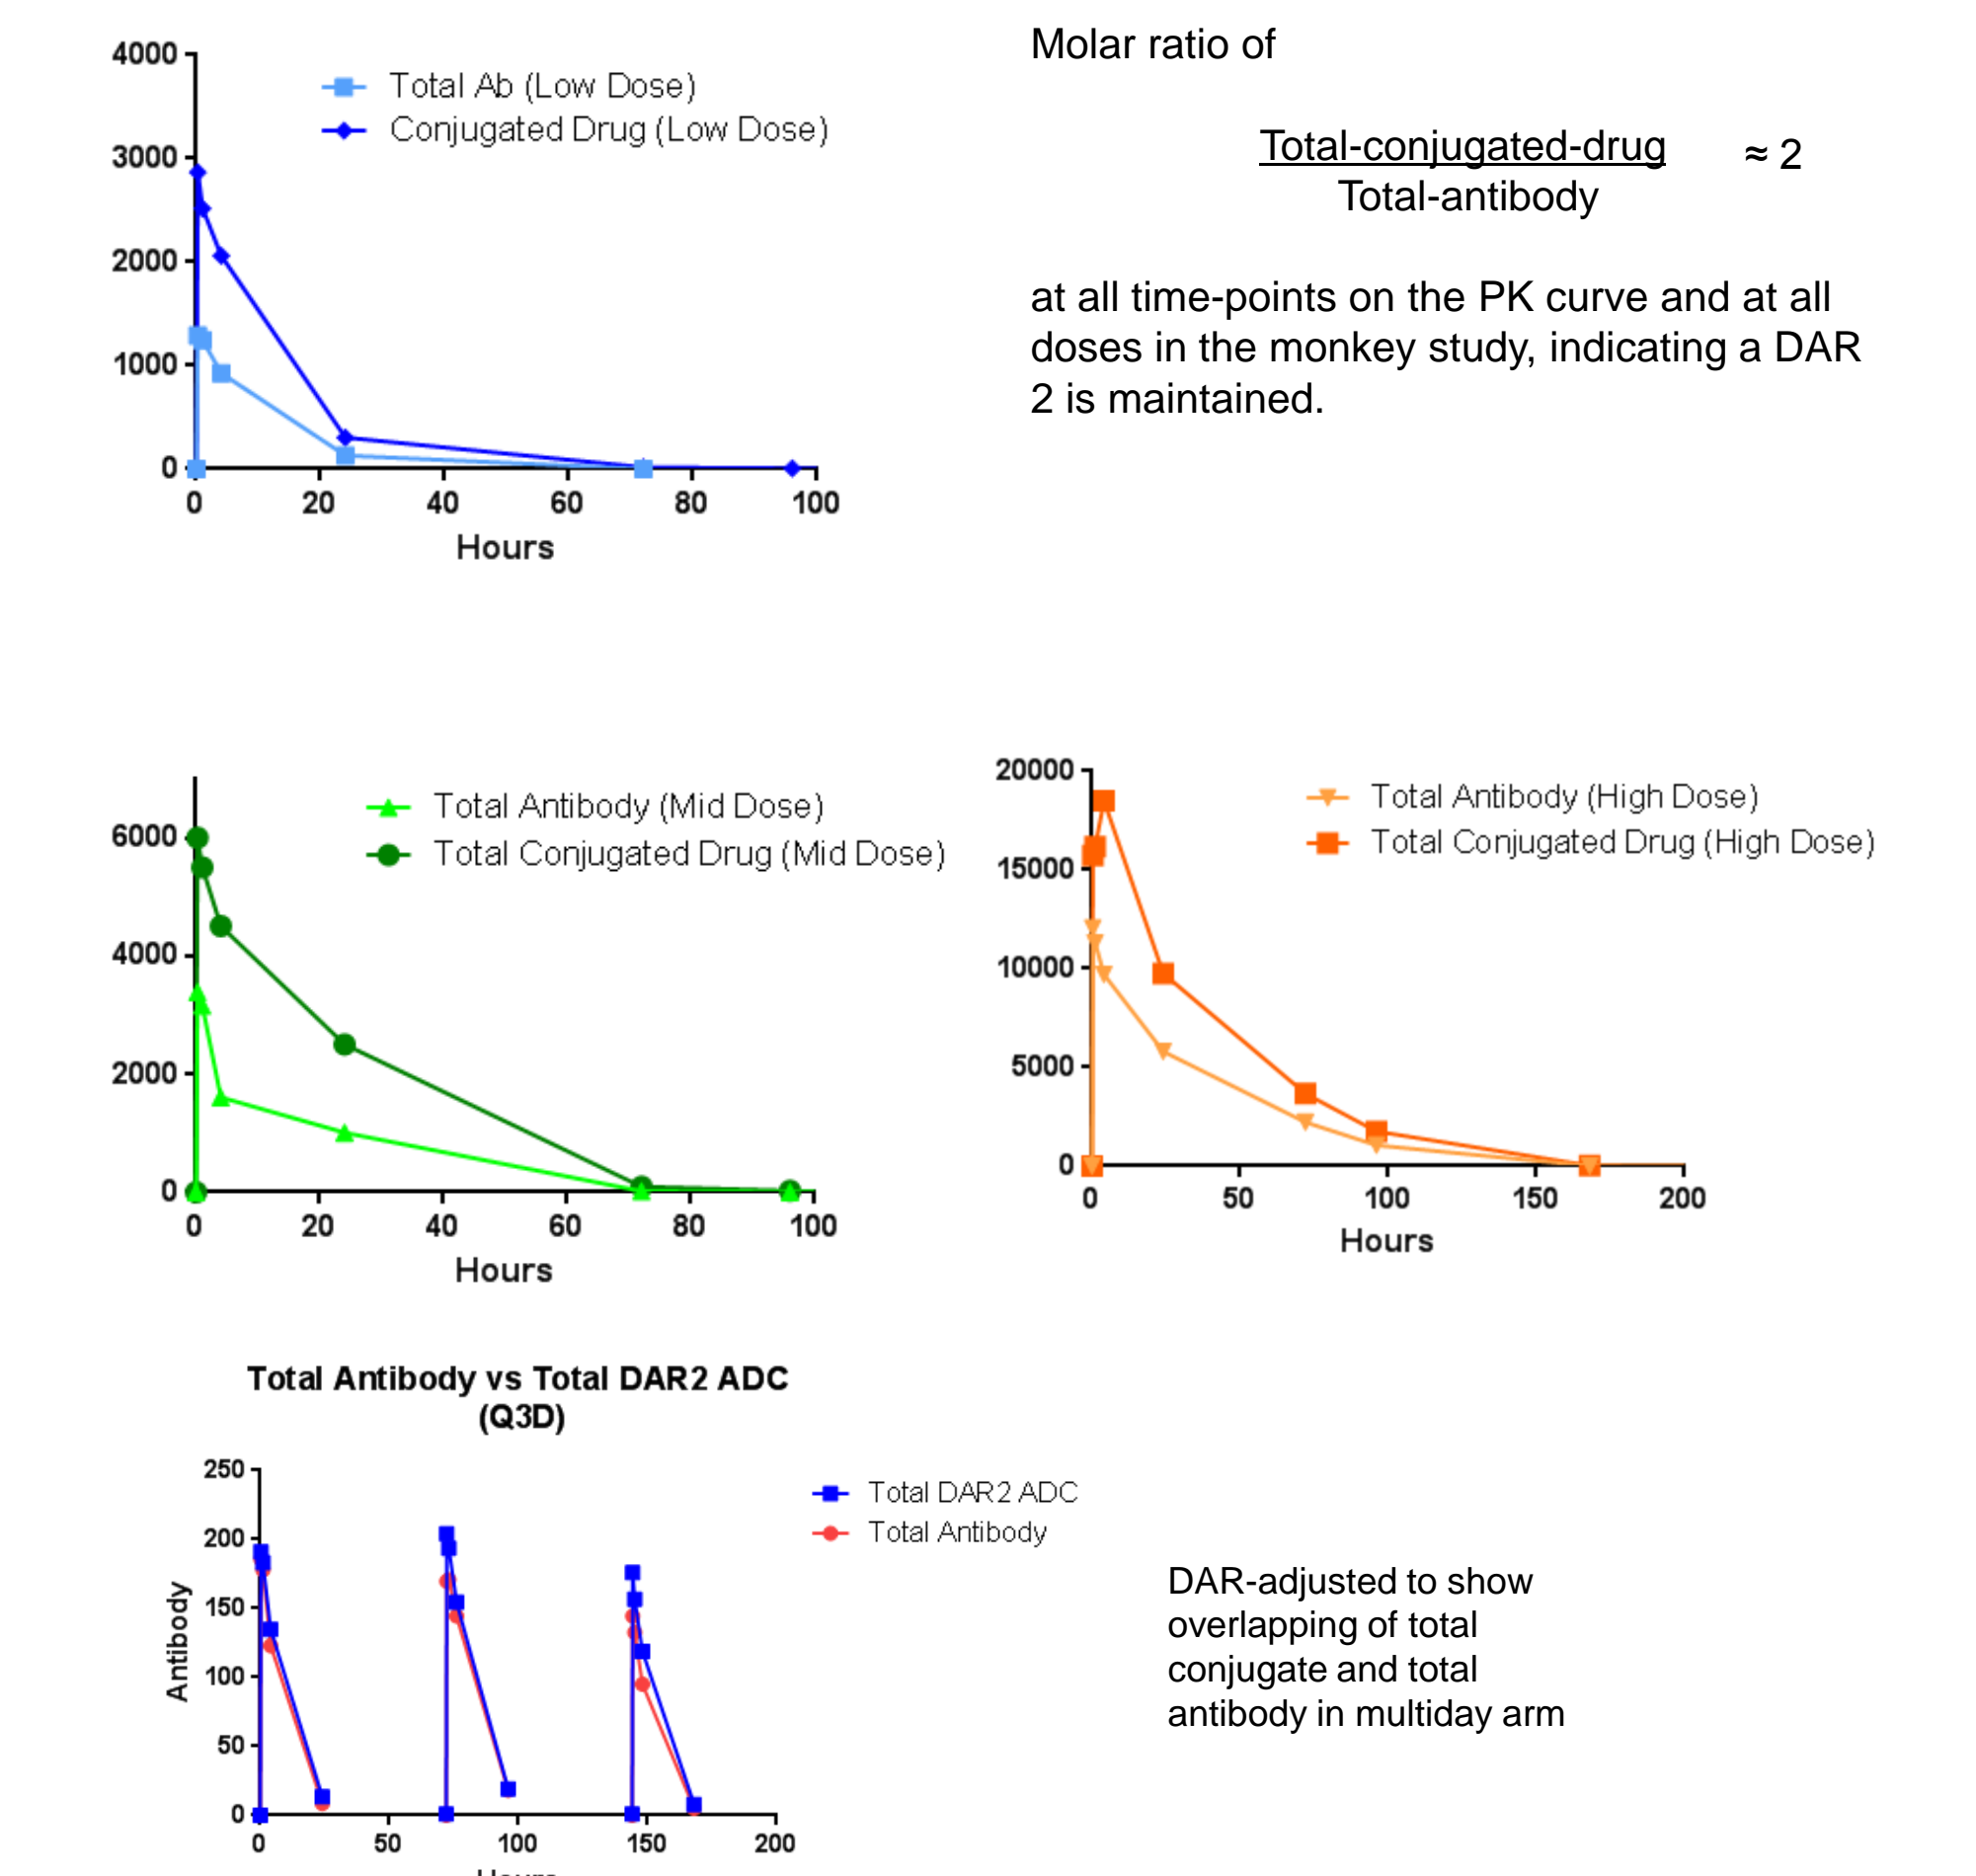 4000
3000
2000
1000
0
Total Ab (Low Dose)
Conjugated Drug (Low Dose)
0 20 40 60 80 100
Hours
Molar ratio of
Total-conjugated-drug ≈ 2
Total-antibody
at all time-points on the PK curve and at all
doses in the monkey study, indicating a DAR
2 is maintained.
6000
4000
2000
0
Total Antibody (Mid Dose)
Total Conjugated Drug (Mid Dose)
0 20 40 60 80 100
Hours
20000
15000
10000
5000
0
Total Antibody (High Dose)
Total Conjugated Drug (High Dose)
0 50 100 150 200
Hours
Total Antibody vs Total DAR2 ADC
(Q3D)
250
200
150
100
50
0
Antibody
Total DAR2 ADC
Total Antibody
0 50 100 150 200
Hours
DAR-adjusted to show
overlapping of total
conjugate and total
antibody in multiday arm